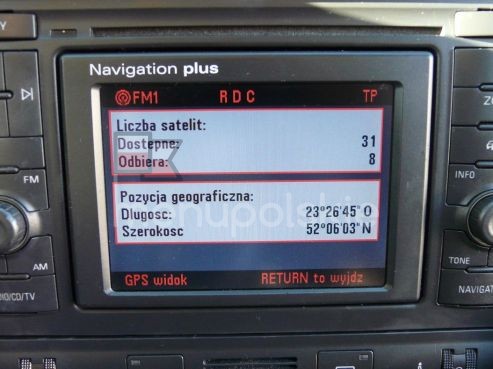 Navigation plus
FM1 R D C TP
Liczba satelit:
Dostepne: 31
Odbiera: 8
Pozycja geograficzna:
Dlugosc: 23°26'45" O
Szerokosc 52°06'03" N
GPS widok RETURN to wyjdz
FM
AM
INFO
TONE